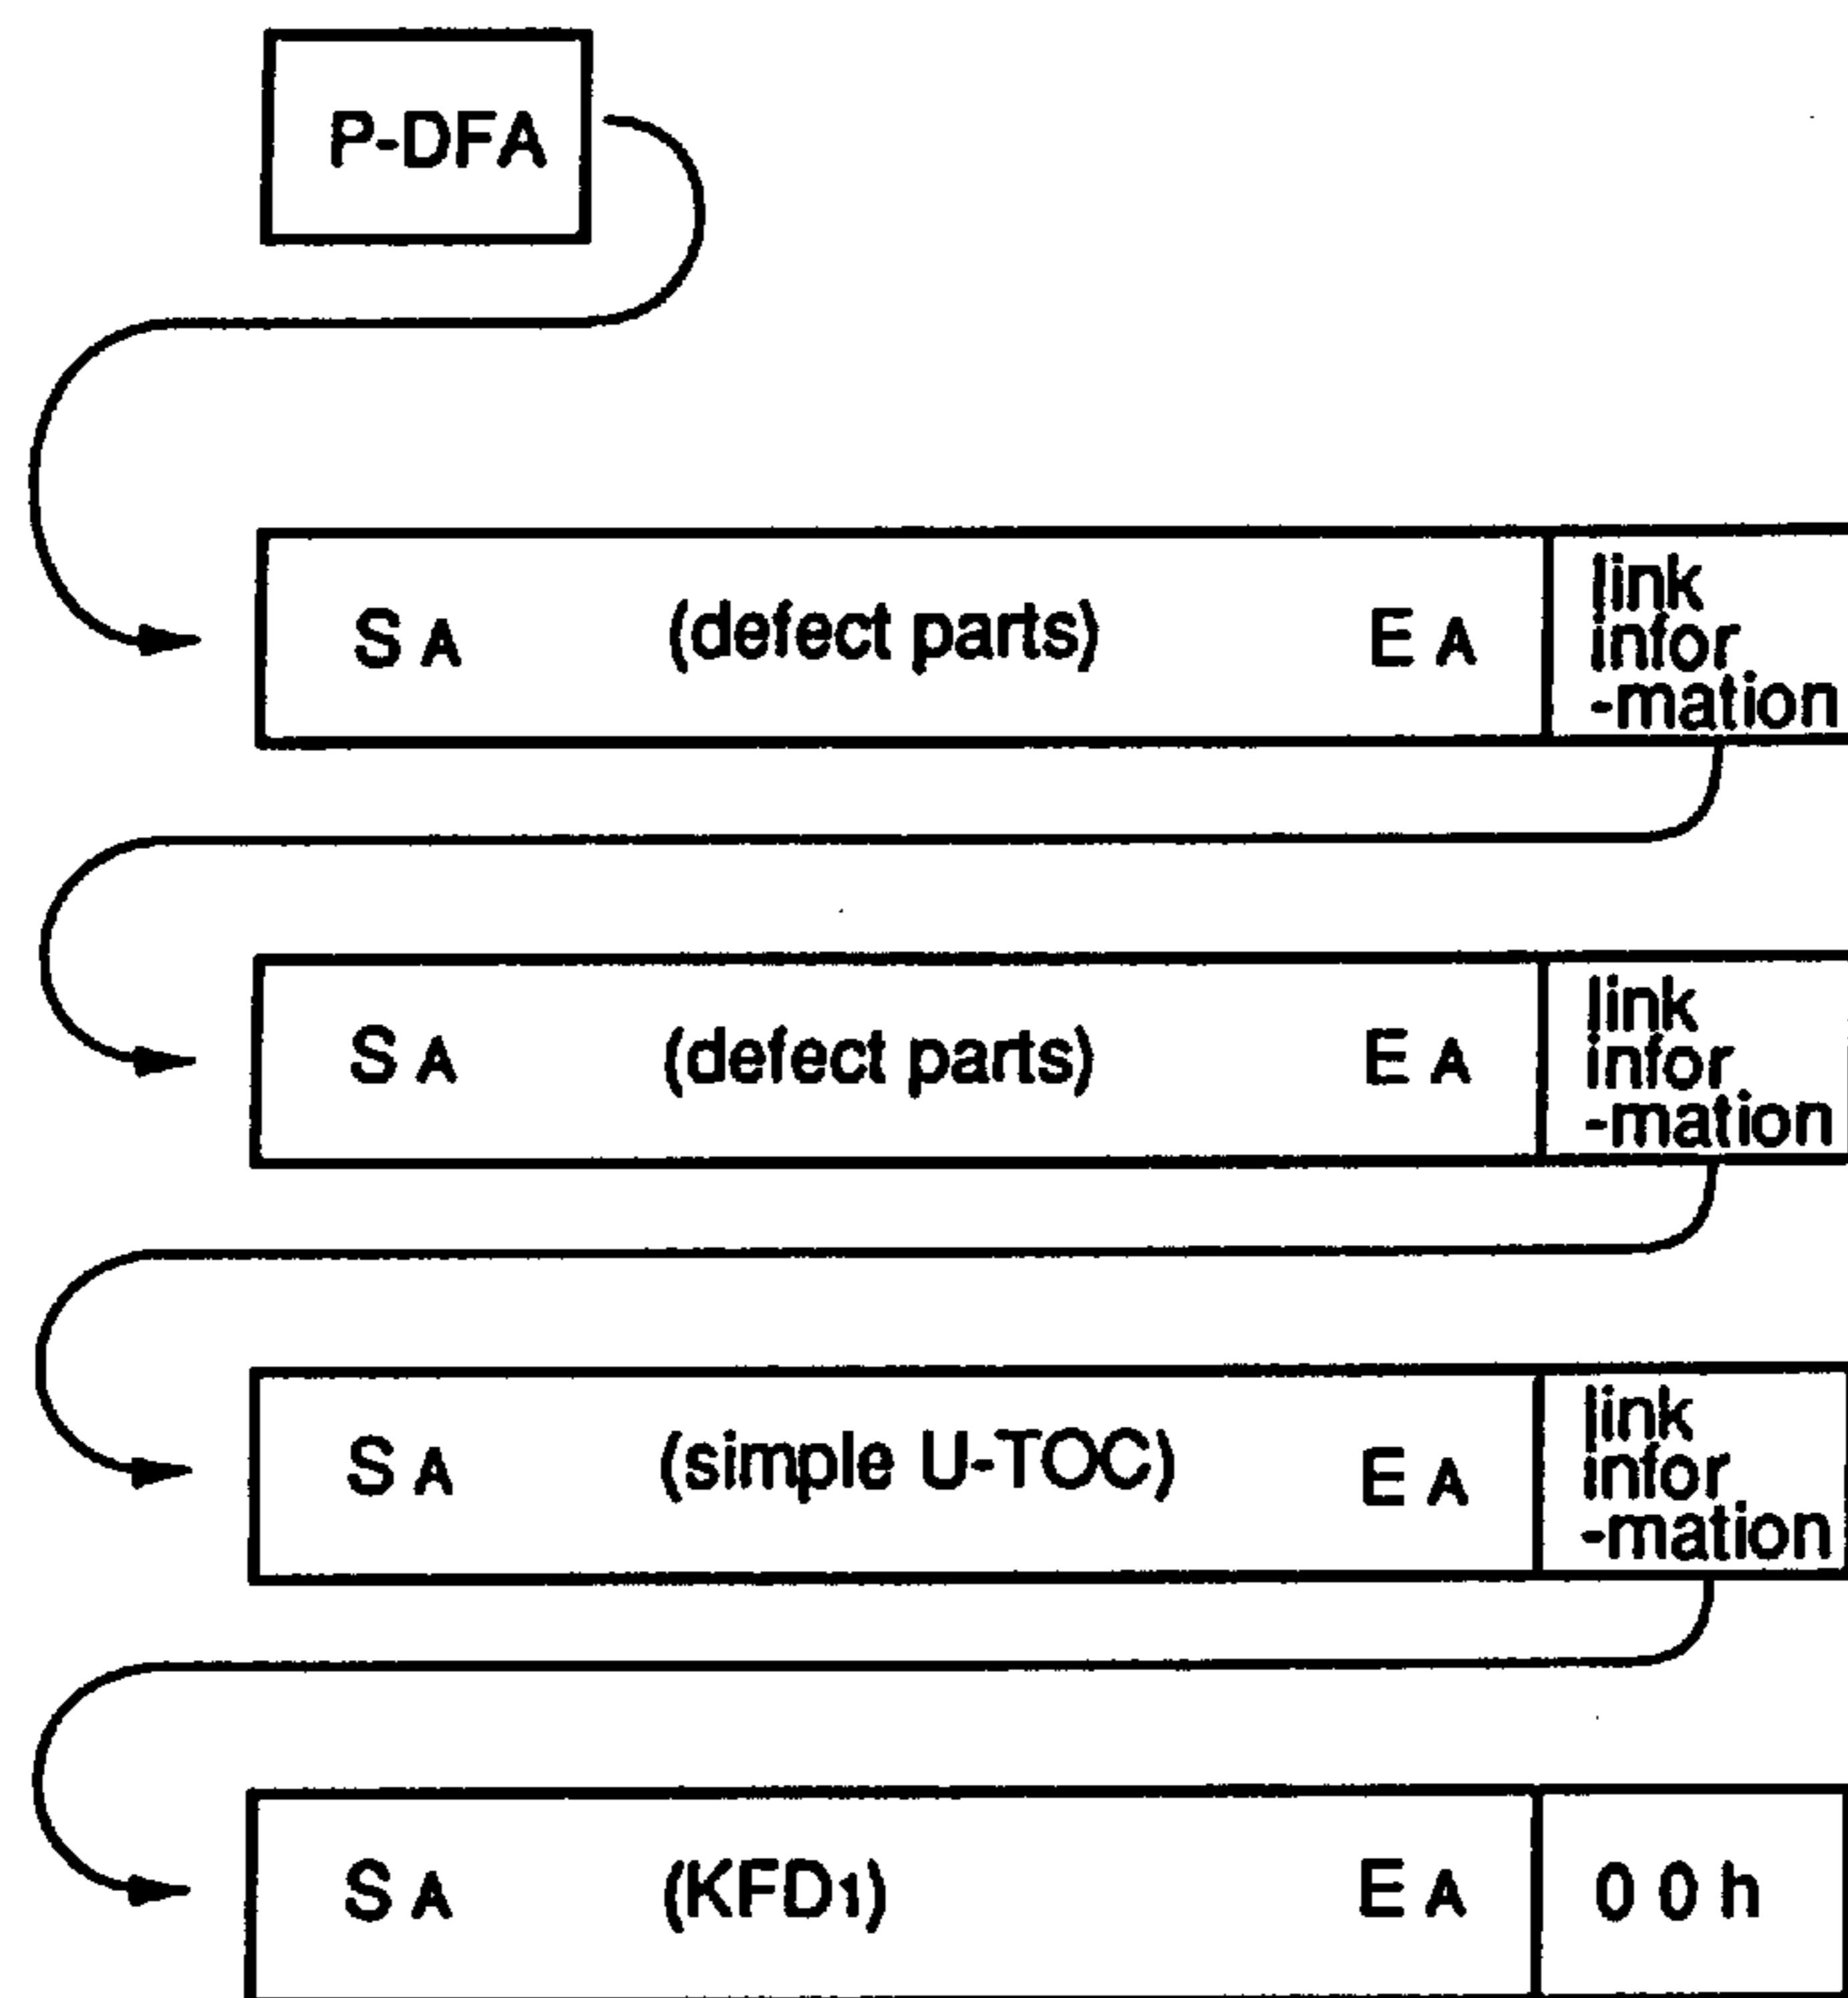 P-DFA
SA (defect parts) EA link
infor
-mation
SA (defect parts) EA link
infor
-mation
SA (simple U-TOC) EA link
infor
-mation
SA (KFD1) EA 00h